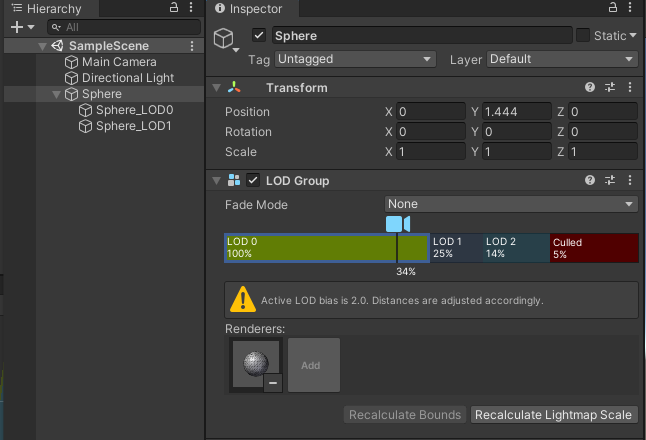 Hierarchy
All
SampleScene
Main Camera
Directional Light
Sphere
Sphere_LOD0
Sphere_LOD1
Inspector
Sphere
Static
Tag Untagged Layer Default
Transform
Position X 0 Y 1.444 Z 0
Rotation X 0 Y 0 Z 0
Scale X 1 Y 1 Z 1
LOD Group
Fade Mode None
LOD 0 LOD 1 LOD 2 Culled
100% 25% 14% 5%
34%
Active LOD bias is 2.0. Distances are adjusted accordingly.
Renderers:
Add
Recalculate Bounds Recalculate Lightmap Scale